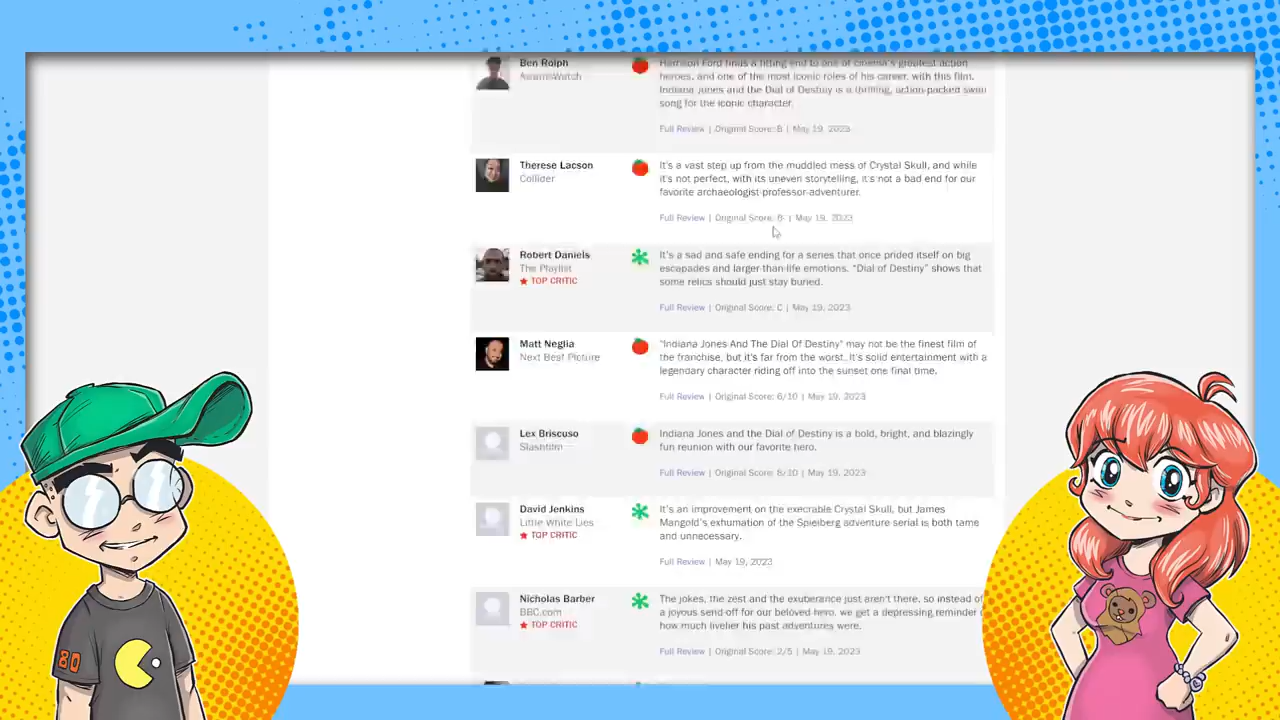 Ben Rolph
AwardsWatch
Harrison Ford finds a fitting end to one of cinema's greatest action
heroes, and one of the most iconic roles of his career, with this film.
Indiana Jones and the Dial of Destiny is a thrilling, action-packed swan
song for the iconic character.
Full Review | Original Score: B | May 19, 2023
Therese Lacson
Collider
It's a vast step up from the muddled mess of Crystal Skull, and while
it's not perfect, with its uneven storytelling, it's not a bad end for our
favorite archaeologist-professor-adventurer.
Full Review | Original Score: B- | May 19, 2023
Robert Daniels
The Playlist
TOP CRITIC
It's a sad and safe ending for a series that once prided itself on big
escapades and larger-than-life emotions. "Dial of Destiny" shows that
some relics should just stay buried.
Full Review | Original Score: C | May 19, 2023
Matt Neglia
Next Best Picture
"Indiana Jones And The Dial Of Destiny" may not be the finest film of
the franchise, but it's far from the worst. It's solid entertainment with a
legendary character riding off into the sunset one final time.
Full Review | Original Score: 6/10 | May 19, 2023
Lex Briscuso
Slashfilm
Indiana Jones and the Dial of Destiny is a bold, bright, and blazingly
fun reunion with our favorite hero.
Full Review | Original Score: 8/10 | May 19, 2023
David Jenkins
Little White Lies
TOP CRITIC
It's an improvement on the execrable Crystal Skull, but James
Mangold's exhumation of the Spielberg adventure serial is both tame
and unnecessary.
Full Review | May 19, 2023
Nicholas Barber
BBC.com
TOP CRITIC
The jokes, the zest and the exuberance just aren't there, so instead of
a joyous send-off for our beloved hero, we get a depressing reminder
how much livelier his past adventures were.
Full Review | Original Score: 2/5 | May 19, 2023
80